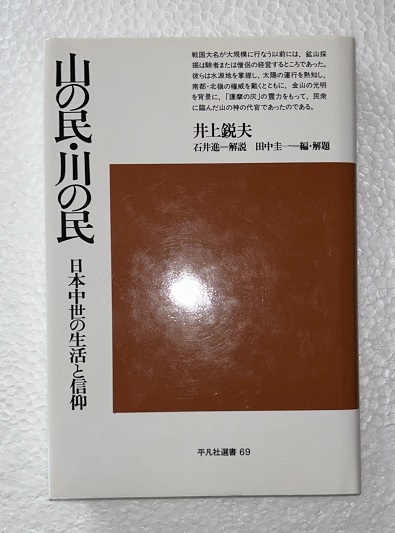 山の民・川の民
日本中世の生活と信仰
戦国大名が大規模に行なう以前には、鉱山採
掘は験者または僧侶の経営するところであった。
彼らは水源地を掌握し、太陽の運行を熟知し、
南都・北嶺の権威を戴くとともに、金山の光明
を背景に、「護摩の灰」の霊力をもって、民衆
に臨んだ山の神の代官であったのである。
井上鋭夫
石井進＝解説 田中圭一＝編・解題
平凡社選書 69